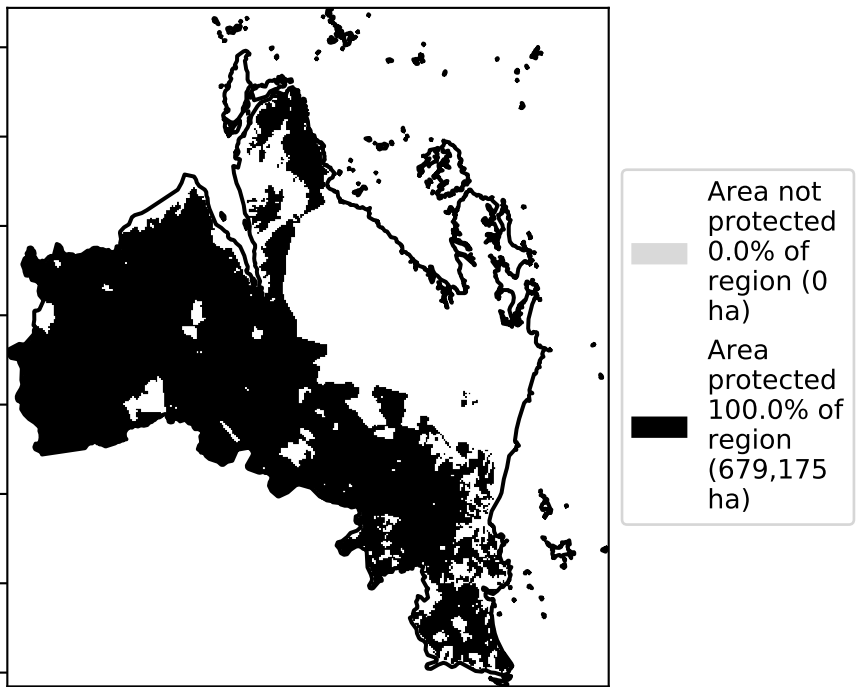 Area not
protected
0.0% of
region (0
ha)
Area
protected
100.0% of
region
(679,175
ha)